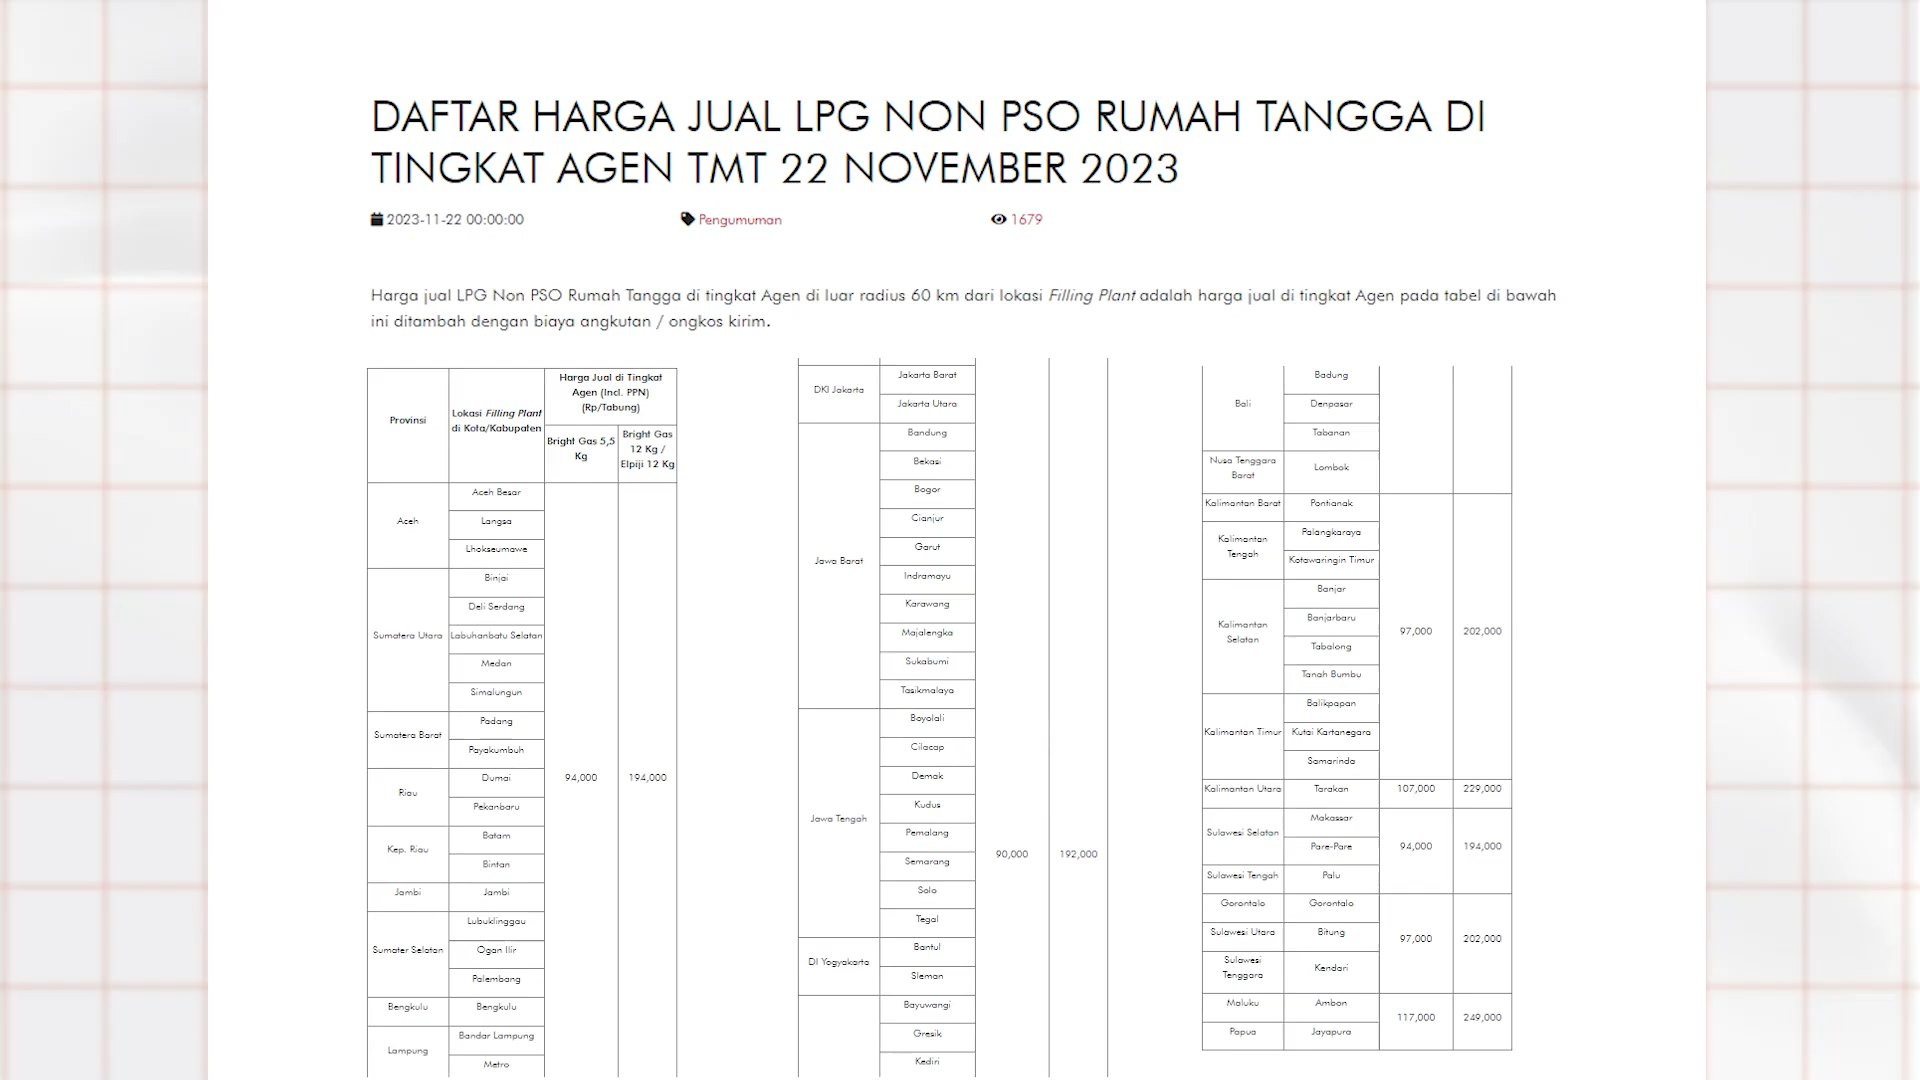 DAFTAR HARGA JUAL LPG NON PSO RUMAH TANGGA DI
TINGKAT AGEN TMT 22 NOVEMBER 2023
2023-11-22 00:00:00
Pengumuman
1679
Harga jual LPG Non PSO Rumah Tangga di tingkat Agen di luar radius 60 km dari lokasi Filling Plant adalah harga jual di tingkat Agen pada tabel di bawah
ini ditambah dengan biaya angkutan / ongkos kirim.
Provinsi
Lokasi Filling Plant
di Kota/Kabupaten
Harga Jual di Tingkat
Agen (Incl. PPN)
(Rp/Tabung)
Bright Gas 5,5
Kg
Bright Gas
12 Kg /
Elpiji 12 Kg
Aceh
Aceh Besar
Langsa
Lhokseumawe
Sumatera Utara
Binjai
Deli Serdang
Labuhanbatu Selatan
Medan
Simalungun
Sumatera Barat
Padang
Payakumbuh
Riau
Dumai
Pekanbaru
94,000
194,000
Kep. Riau
Batam
Bintan
Jambi
Jambi
Sumater Selatan
Lubuklinggau
Ogan Ilir
Palembang
Bengkulu
Bengkulu
Lampung
Bandar Lampung
Metro
DKI Jakarta
Jakarta Barat
Jakarta Utara
Jawa Barat
Bandung
Bekasi
Bogor
Cianjur
Garut
Indramayu
Karawang
Majalengka
Sukabumi
Tasikmalaya
Jawa Tengah
Boyolali
Cilacap
Demak
Kudus
Pemalang
Semarang
Solo
Tegal
90,000
192,000
DI Yogyakarta
Bantul
Sleman
Bayuwangi
Gresik
Kediri
Bali
Badung
Denpasar
Tabanan
Nusa Tenggara
Barat
Lombok
Kalimantan Barat
Pontianak
Kalimantan
Tengah
Palangkaraya
Kotawaringin Timur
Kalimantan
Selatan
Banjar
Banjarbaru
Tabalong
Tanah Bumbu
97,000
202,000
Kalimantan Timur
Balikpapan
Kutai Kartanegara
Samarinda
Kalimantan Utara
Tarakan
107,000
229,000
Sulawesi Selatan
Makassar
Pare-Pare
94,000
194,000
Sulawesi Tengah
Palu
Gorontalo
Gorontalo
Sulawesi Utara
Bitung
97,000
202,000
Sulawesi
Tenggara
Kendari
Maluku
Ambon
117,000
249,000
Papua
Jayapura